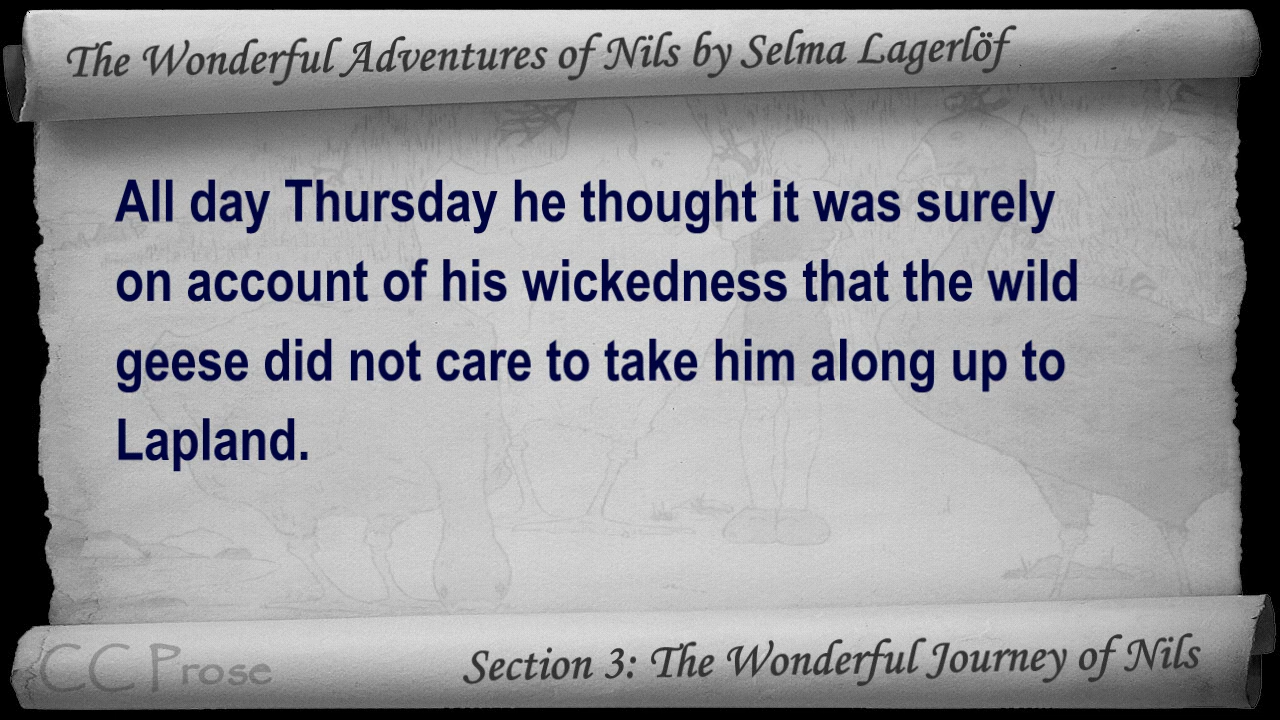 The Wonderful Adventures of Nils by Selma Lagerlöf
All day Thursday he thought it was surely
on account of his wickedness that the wild
geese did not care to take him along up to
Lapland.
CC Prose
Section 3: The Wonderful Journey of Nils